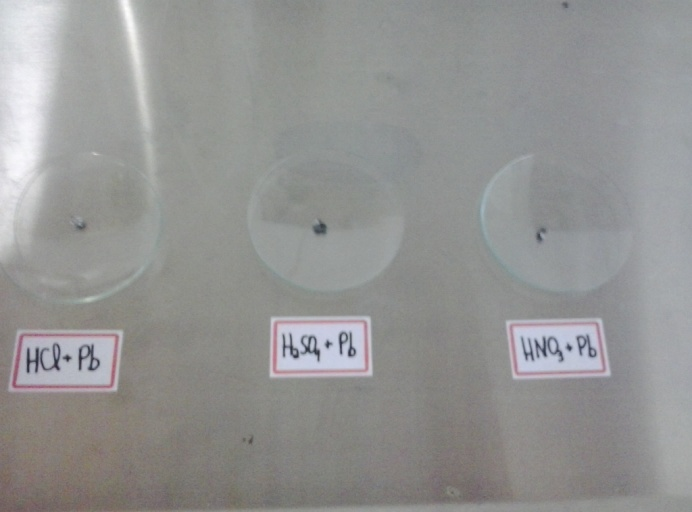 HCl + Pb
H₂SO₄ + Pb
HNO₃ + Pb